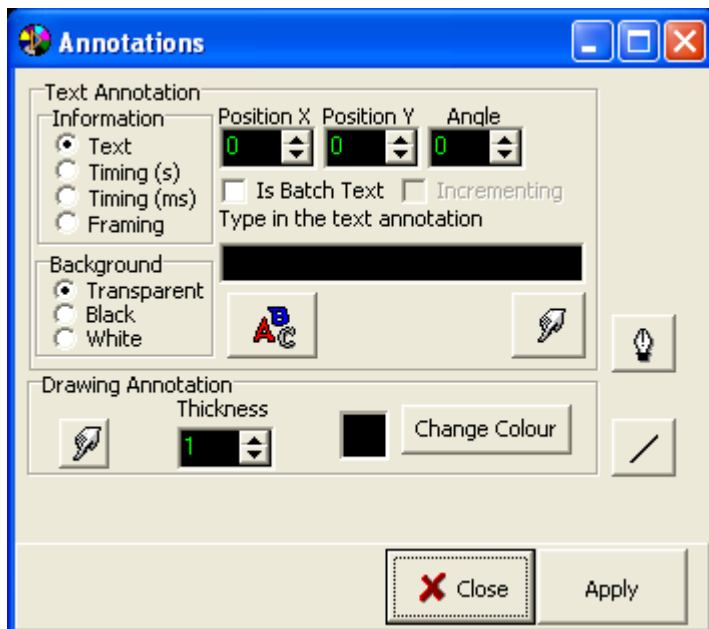 Annotations
Text Annotation
Information
Text
Timing (s)
Timing (ms)
Framing
Position X Position Y Angle
0 0 0
Is Batch Text Incrementing
Type in the text annotation
Background
Transparent
Black
White
ABC
Drawing Annotation
Thickness
1
Change Colour
Close Apply